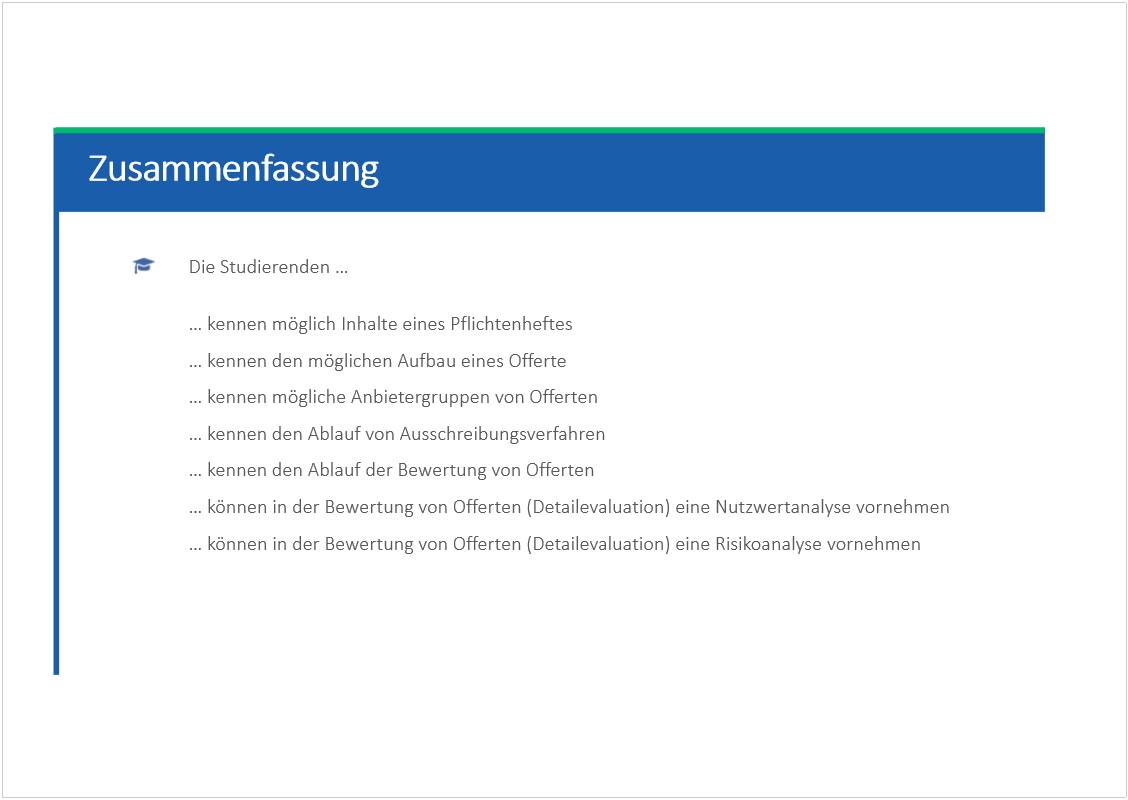 Zusammenfassung
Die Studierenden …
… kennen möglich Inhalte eines Pflichtenheftes
… kennen den möglichen Aufbau eines Offerte
… kennen mögliche Anbietergruppen von Offerten
… kennen den Ablauf von Ausschreibungsverfahren
… kennen den Ablauf der Bewertung von Offerten
… können in der Bewertung von Offerten (Detailevaluation) eine Nutzwertanalyse vornehmen
… können in der Bewertung von Offerten (Detailevaluation) eine Risikoanalyse vornehmen